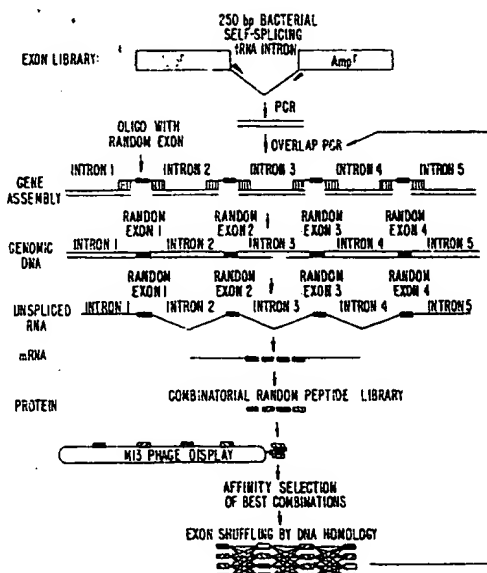 250 bp BACTERIAL
SELF-SPLICING
tRNA INTRON
EXON LIBRARY:
Amp^r
PCR
OLIGO WITH
RANDOM EXON
OVERLAP PCR
INTRON 1 INTRON 2 INTRON 3 INTRON 4 INTRON 5
GENE
ASSEMBLY
RANDOM EXON 1 RANDOM EXON 2 RANDOM EXON 3 RANDOM EXON 4
GENOMIC
DNA
INTRON 1 INTRON 2 INTRON 3 INTRON 4 INTRON 5
RANDOM EXON 1 RANDOM EXON 2 RANDOM EXON 3 RANDOM EXON 4
UNSPLICED
RNA
INTRON 1 INTRON 2 INTRON 3 INTRON 4 INTRON 5
mRNA
COMBINATORIAL RANDOM PEPTIDE LIBRARY
PROTEIN
M13 PHAGE DISPLAY
AFFINITY SELECTION
OF BEST COMBINATIONS
EXON SHUFFLING BY DNA HOMOLOGY